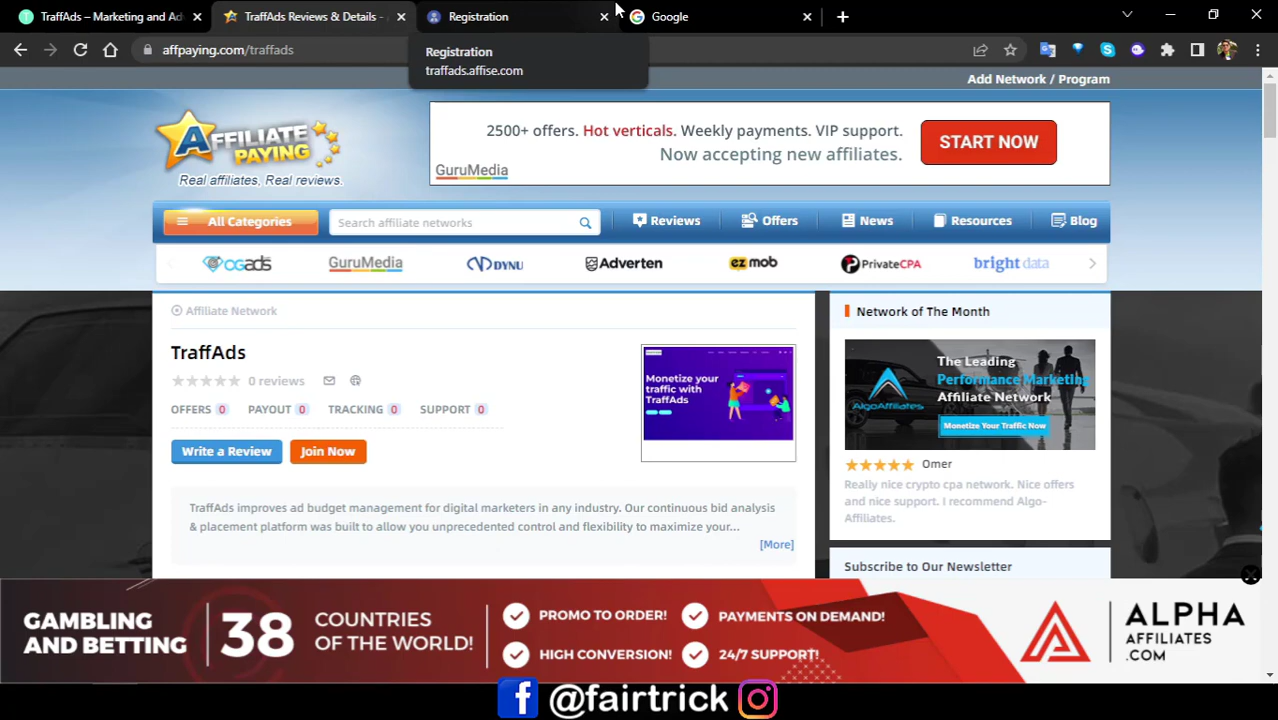 TraffAds – Marketing and Ad
TraffAds Reviews & Details -
Registration
Google
affpaying.com/traffads
Registration
traffads.affise.com
Add Network / Program
AFFILIATE
PAYING
Real affiliates, Real reviews.
2500+ offers. Hot verticals. Weekly payments. VIP support.
Now accepting new affiliates.
GuruMedia
START NOW
All Categories
Search affiliate networks
Reviews
Offers
News
Resources
Blog
OGADS
GuruMedia
DYNU
Adverten
ezmob
PrivateCPA
bright data
Affiliate Network
TraffAds
0 reviews
OFFERS 0 PAYOUT 0 TRACKING 0 SUPPORT 0
Write a Review
Join Now
Monetize your
traffic with
TraffAds
TraffAds improves ad budget management for digital marketers in any industry. Our continuous bid analysis
& placement platform was built to allow you unprecedented control and flexibility to maximize your...
[More]
Network of The Month
The Leading
Performance Marketing
Affiliate Network
AlgoAffiliates
Monetize Your Traffic Now
Omer
Really nice crypto cpa network. Nice offers
and nice support. I recommend Algo-
Affiliates.
Subscribe to Our Newsletter
GAMBLING
AND BETTING
38
COUNTRIES
OF THE WORLD!
PROMO TO ORDER!
PAYMENTS ON DEMAND!
HIGH CONVERSION!
24/7 SUPPORT!
ALPHA
AFFILIATES
.COM
@fairtrick